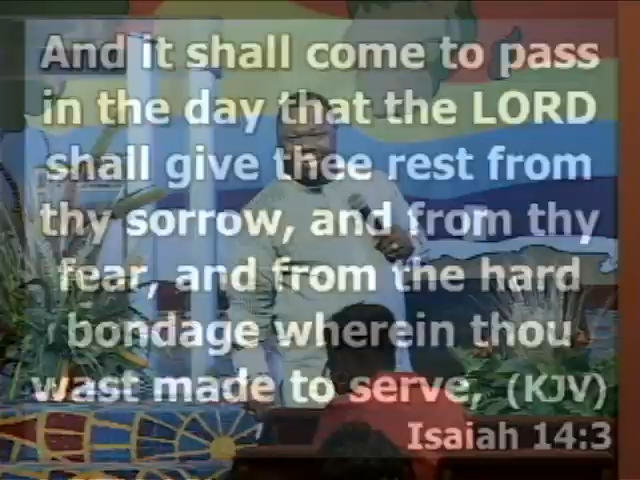 And it shall come to pass
in the day that the LORD
shall give thee rest from
thy sorrow, and from thy
fear, and from the hard
bondage wherein thou
wast made to serve, (KJV)
Isaiah 14:3